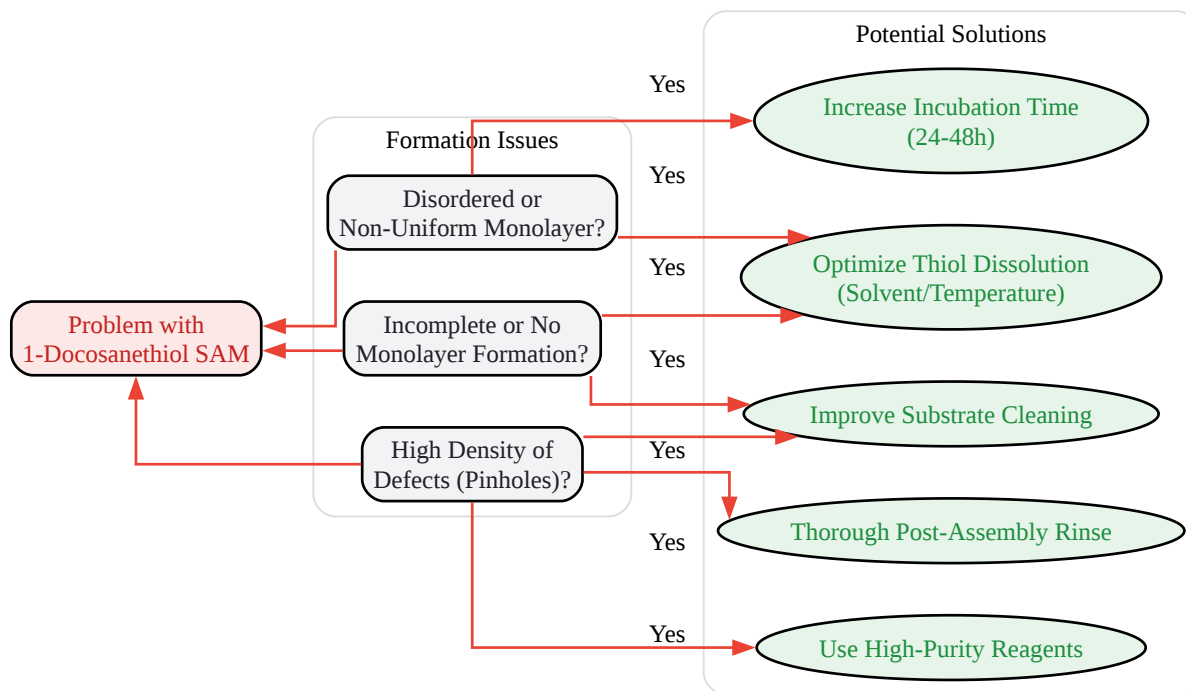 Potential Solutions
Yes
Increase Incubation Time
(24-48h)
Formation Issues
Yes
Disordered or
Non-Uniform Monolayer?
Yes
Optimize Thiol Dissolution
(Solvent/Temperature)
Problem with
1-Docosanethiol SAM
Incomplete or No
Monolayer Formation?
Yes
Improve Substrate Cleaning
High Density of
Defects (Pinholes)?
Yes
Thorough Post-Assembly Rinse
Yes
Yes
Use High-Purity Reagents